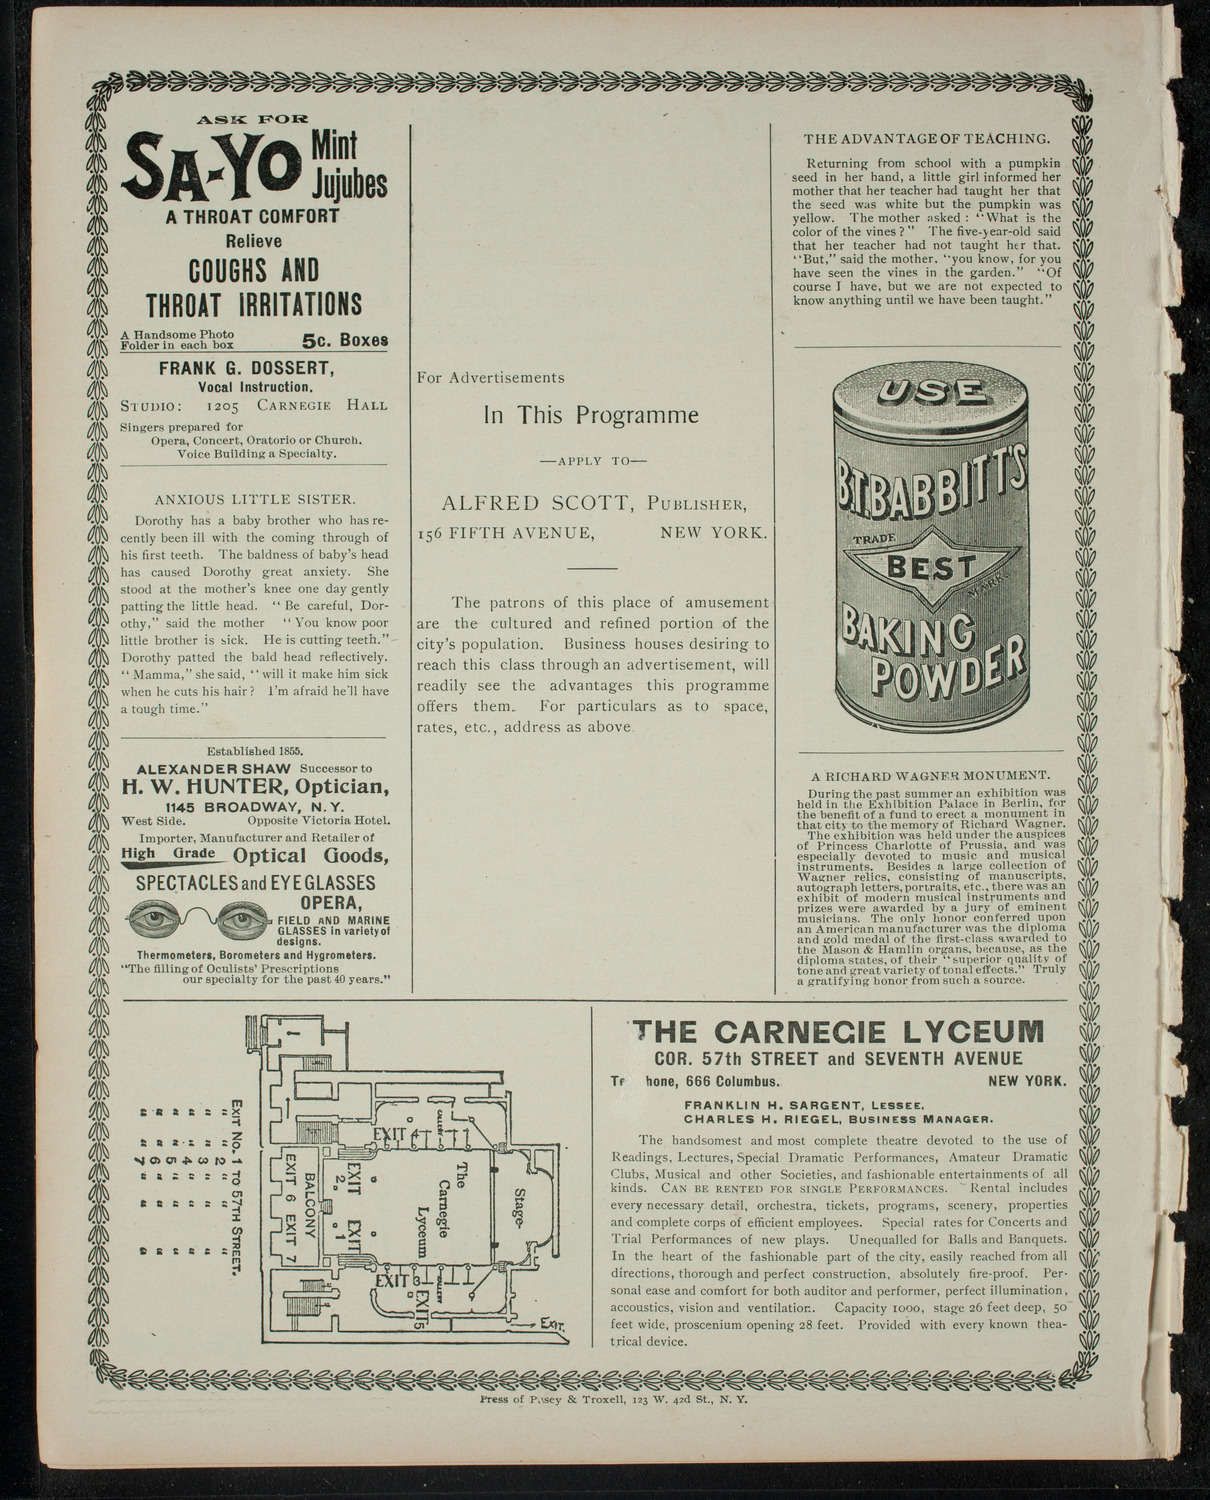 ASK FOR
SA-YO Mint
Jujubes
A THROAT COMFORT
Relieve
COUGHS AND
THROAT IRRITATIONS
A Handsome Photo
Folder in each box 5c. Boxes
FRANK G. DOSSERT,
Vocal Instruction.
STUDIO: 1205 CARNEGIE HALL
Singers prepared for
Opera, Concert, Oratorio or Church.
Voice Building a Specialty.
ANXIOUS LITTLE SISTER.
Dorothy has a baby brother who has re-
cently been ill with the coming through of
his first teeth. The baldness of baby's head
has caused Dorothy great anxiety. She
stood at the mother's knee one day gently
patting the little head. "Be careful, Dor-
othy," said the mother "You know poor
little brother is sick. He is cutting teeth."
Dorothy patted the bald head reflectively.
"Mamma," she said, "will it make him sick
when he cuts his hair? I'm afraid he'll have
a tough time."
Established 1855.
ALEXANDER SHAW Successor to
H. W. HUNTER, Optician,
1145 BROADWAY, N. Y.
West Side. Opposite Victoria Hotel.
Importer, Manufacturer and Retailer of
High Grade Optical Goods,
SPECTACLES and EYEGLASSES
OPERA,
FIELD AND MARINE
GLASSES in variety of
designs.
Thermometers, Borometers and Hygrometers.
"The filling of Oculists' Prescriptions
our specialty for the past 40 years."
For Advertisements
In This Programme
—APPLY TO—
ALFRED SCOTT, PUBLISHER,
156 FIFTH AVENUE, NEW YORK.
The patrons of this place of amusement
are the cultured and refined portion of the
city's population. Business houses desiring to
reach this class through an advertisement, will
readily see the advantages this programme
offers them. For particulars as to space,
rates, etc., address as above.
THE ADVANTAGE OF TEACHING.
Returning from school with a pumpkin
seed in her hand, a little girl informed her
mother that her teacher had taught her that
the seed was white but the pumpkin was
yellow. The mother asked: "What is the
color of the vines?" The five-year-old said
that her teacher had not taught her that.
"But," said the mother. "you know, for you
have seen the vines in the garden." "Of
course I have, but we are not expected to
know anything until we have been taught."
USE
B.T. BABBITT'S
TRADE
BEST
MARK
BAKING
POWDER
A RICHARD WAGNER MONUMENT.
During the past summer an exhibition was
held in the Exhibition Palace in Berlin, for
the benefit of a fund to erect a monument in
that city to the memory of Richard Wagner.
The exhibition was held under the auspices
of Princess Charlotte of Prussia, and was
especially devoted to music and musical
instruments. Besides a large collection of
Wagner relics, consisting of manuscripts,
autograph letters, portraits, etc., there was an
exhibit of modern musical instruments and
prizes were awarded by a jury of eminent
musicians. The only honor conferred upon
an American manufacturer was the diploma
and gold medal of the first-class awarded to
the Mason & Hamlin organs, because, as the
diploma states, of their "superior quality of
tone and great variety of tonal effects." Truly
a gratifying honor from such a source.
EXIT No. 1 TO 57TH STREET.
" " 2 " " "
" " 3 " " "
" " 4 " " "
" " 5 " " "
" " 6 " " "
" " 7 " " "
BALCONY
EXIT 6 EXIT 7
EXIT 2
EXIT 1
EXIT 4
GALLERY
The
Carnegie
Lyceum
Stage
EXIT 3
GALLERY
EXIT 5
EXIT.
THE CARNEGIE LYCEUM
COR. 57th STREET and SEVENTH AVENUE
Te hone, 666 Columbus. NEW YORK.
FRANKLIN H. SARGENT, LESSEE.
CHARLES H. RIEGEL, BUSINESS MANAGER.
The handsomest and most complete theatre devoted to the use of
Readings, Lectures, Special Dramatic Performances, Amateur Dramatic
Clubs, Musical and other Societies, and fashionable entertainments of all
kinds. CAN BE RENTED FOR SINGLE PERFORMANCES. Rental includes
every necessary detail, orchestra, tickets, programs, scenery, properties
and complete corps of efficient employees. Special rates for Concerts and
Trial Performances of new plays. Unequalled for Balls and Banquets.
In the heart of the fashionable part of the city, easily reached from all
directions, thorough and perfect construction, absolutely fire-proof. Per-
sonal ease and comfort for both auditor and performer, perfect illumination,
accoustics, vision and ventilation. Capacity 1000, stage 26 feet deep, 50
feet wide, proscenium opening 28 feet. Provided with every known thea-
trical device.
Press of Pusey & Troxell, 123 W. 42d St., N. Y.